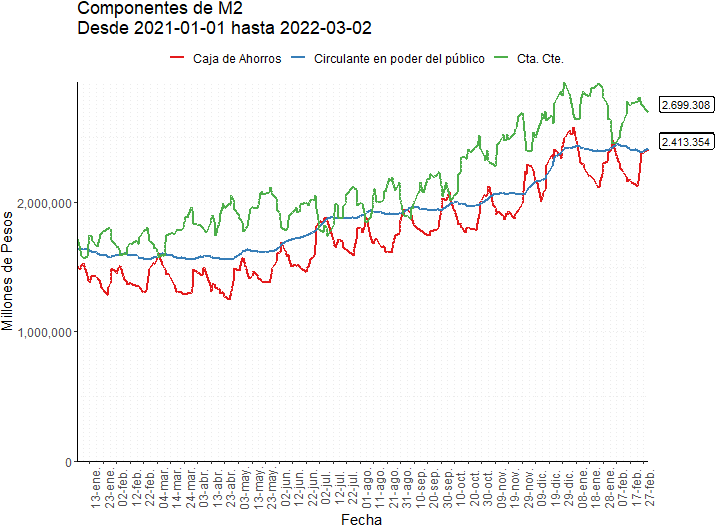 Componentes de M2
Desde 2021-01-01 hasta 2022-03-02
Caja de Ahorros Circulante en poder del público Cta. Cte.
2.699.308
2.413.354
2,000,000
1,000,000
0
Millones de Pesos
13-ene.
23-ene.
02-feb.
12-feb.
22-feb.
04-mar.
14-mar.
24-mar.
03-abr.
13-abr.
23-abr.
03-may.
13-may.
23-may.
02-jun.
12-jun.
22-jun.
02-jul.
12-jul.
22-jul.
01-ago.
11-ago.
21-ago.
31-ago.
10-sep.
20-sep.
30-sep.
10-oct.
20-oct.
30-oct.
09-nov.
19-nov.
29-nov.
09-dic.
19-dic.
29-dic.
08-ene.
18-ene.
28-ene.
07-feb.
17-feb.
27-feb.
Fecha